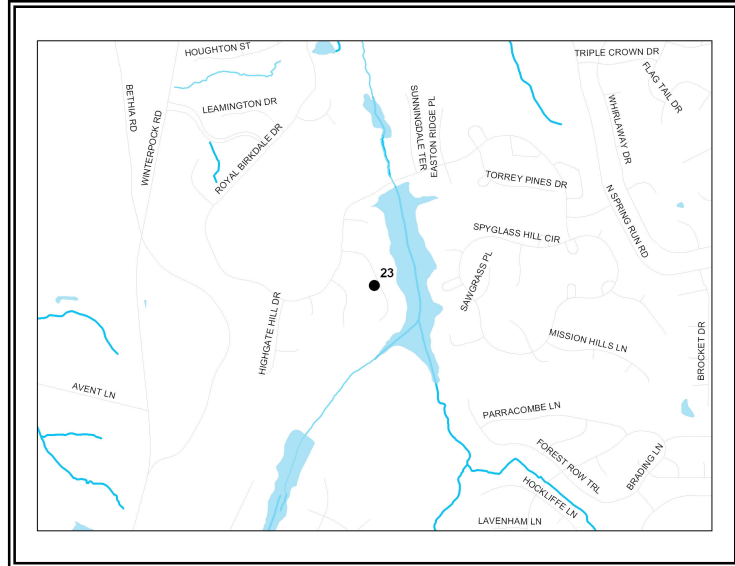 HOUGHTON ST
TRIPLE CROWN DR
FLAG TAIL DR
BETHIA RD
WINTERPOCK RD
LEAMINGTON DR
ROYAL BIRKDALE DR
SUNNINGDALE TER
EASTON RIDGE PL
WHIRLAWAY DR
TORREY PINES DR
N SPRING RUN RD
SPYGLASS HILL CIR
SAWGRASS PL
23
HIGHGATE HILL DR
MISSION HILLS LN
BROCKET DR
AVENT LN
PARRACOMBE LN
FOREST ROW TRL
BRADING LN
HOCKLIFFE LN
LAVENHAM LN